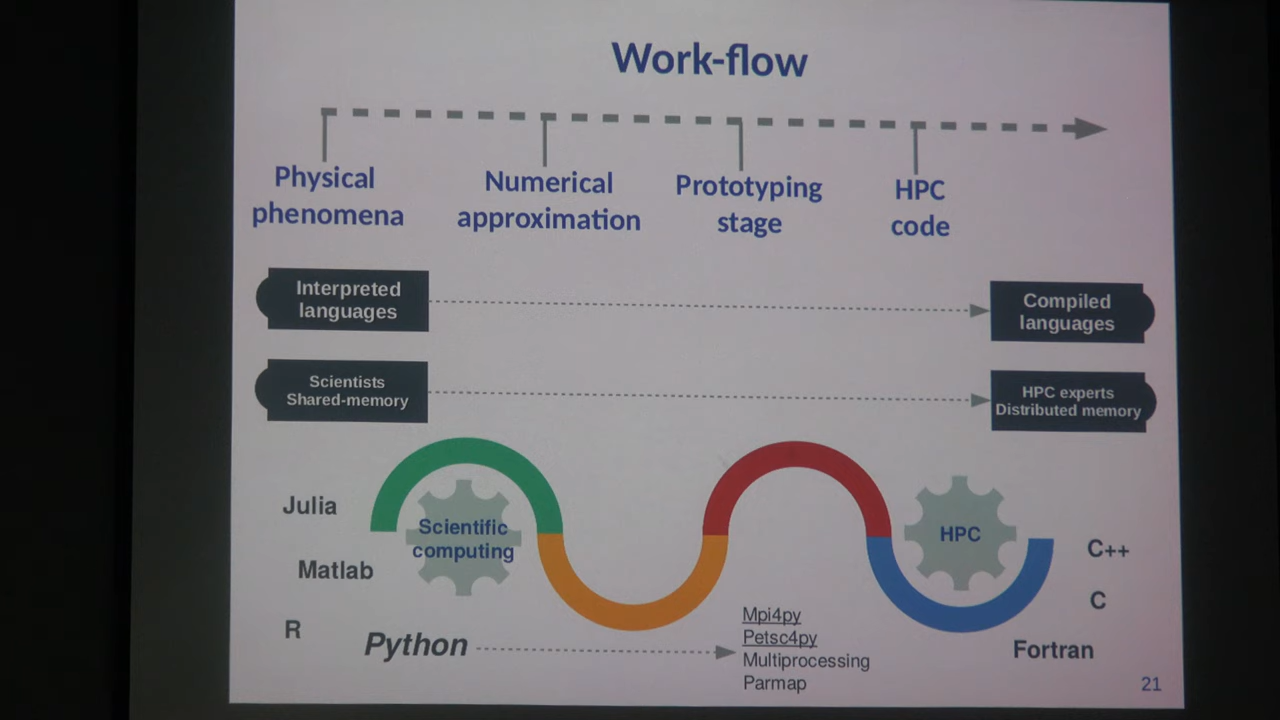 Work-flow
Physical
phenomena
Numerical
approximation
Prototyping
stage
HPC
code
Interpreted
languages
Compiled
languages
Scientists
Shared-memory
HPC experts
Distributed memory
Julia
Matlab
R
Python
Scientific
computing
Mpi4py
Petsc4py
Multiprocessing
Parmap
HPC
C++
C
Fortran
21